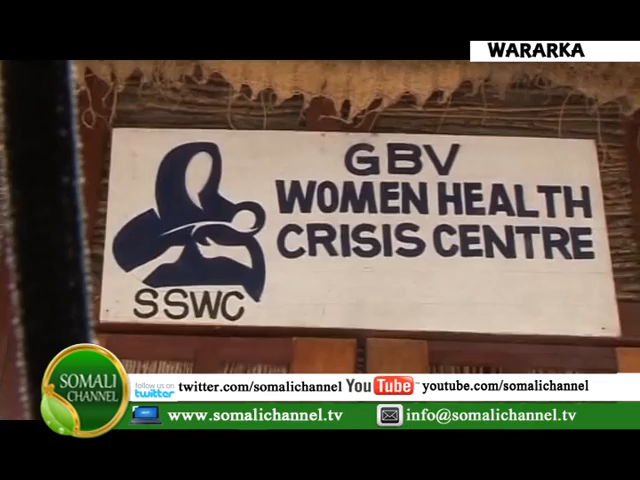 WARARKA
GBV
WOMEN HEALTH
CRISIS CENTRE
SSWC
SOMALI
CHANNEL
follow us on
twitter
twitter.com/somalichannel
YouTube
youtube.com/somalichannel
www.somalichannel.tv
info@somalichannel.tv